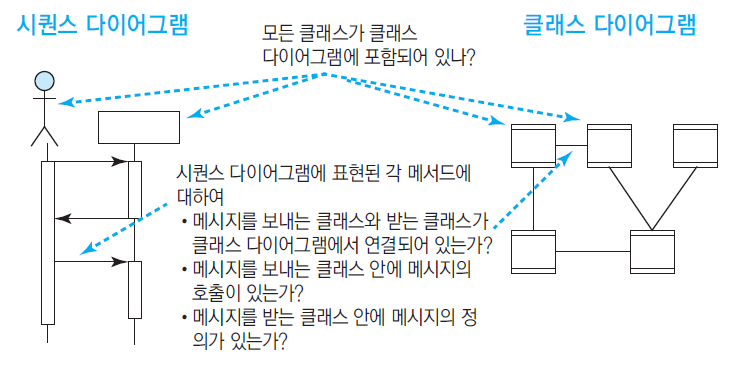 시퀀스 다이어그램
모든 클래스가 클래스
다이어그램에 포함되어 있나?
클래스 다이어그램
시퀀스 다이어그램에 표현된 각 메서드에
대하여
• 메시지를 보내는 클래스와 받는 클래스가
클래스 다이어그램에서 연결되어 있는가?
• 메시지를 보내는 클래스 안에 메시지의
호출이 있는가?
• 메시지를 받는 클래스 안에 메시지의 정
의가 있는가?